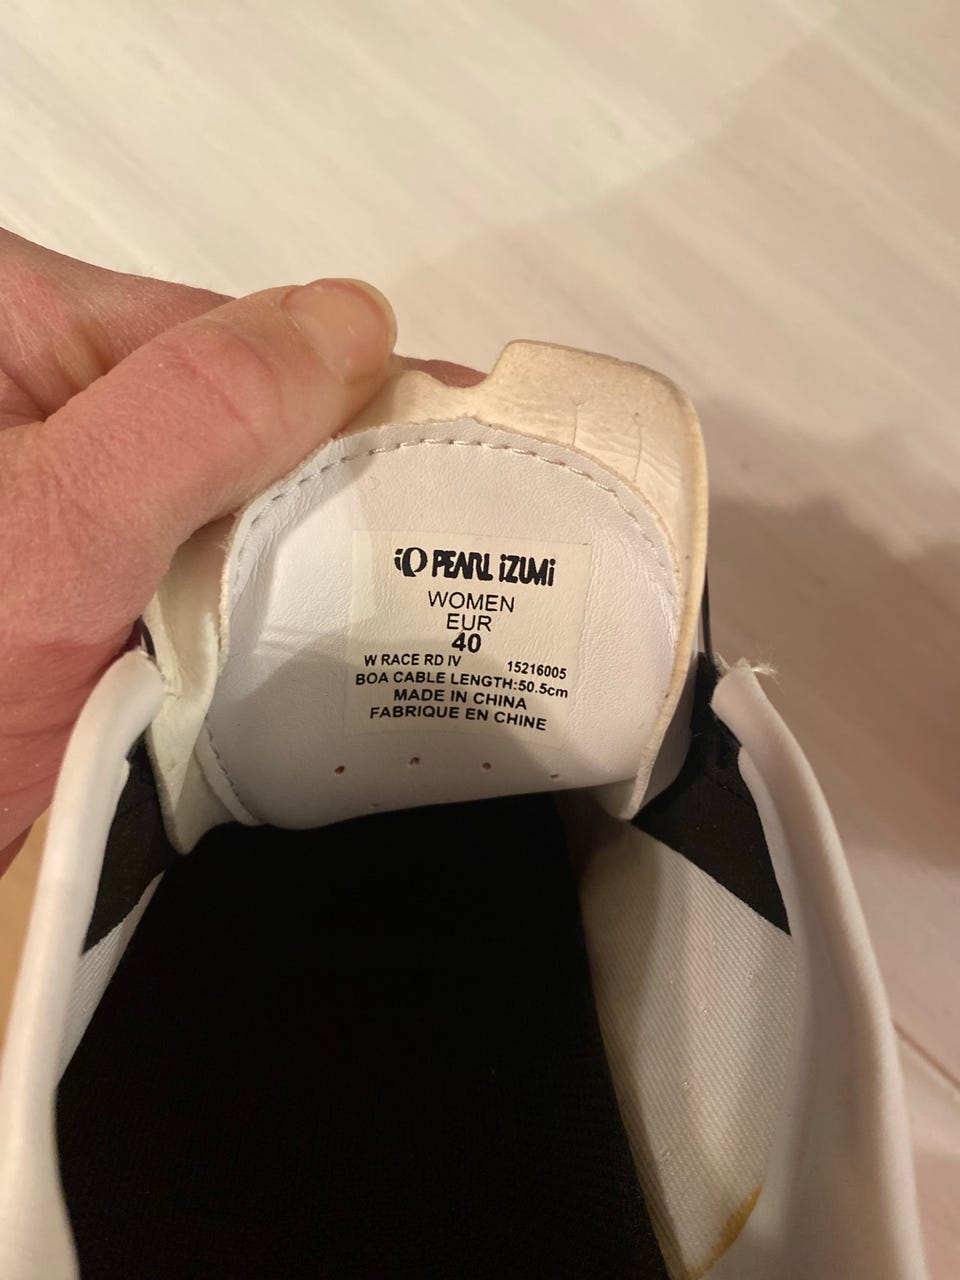 PEARL iZUMi
WOMEN
EUR
40
W RACE RD IV 15216005
BOA CABLE LENGTH:50.5cm
MADE IN CHINA
FABRIQUE EN CHINE